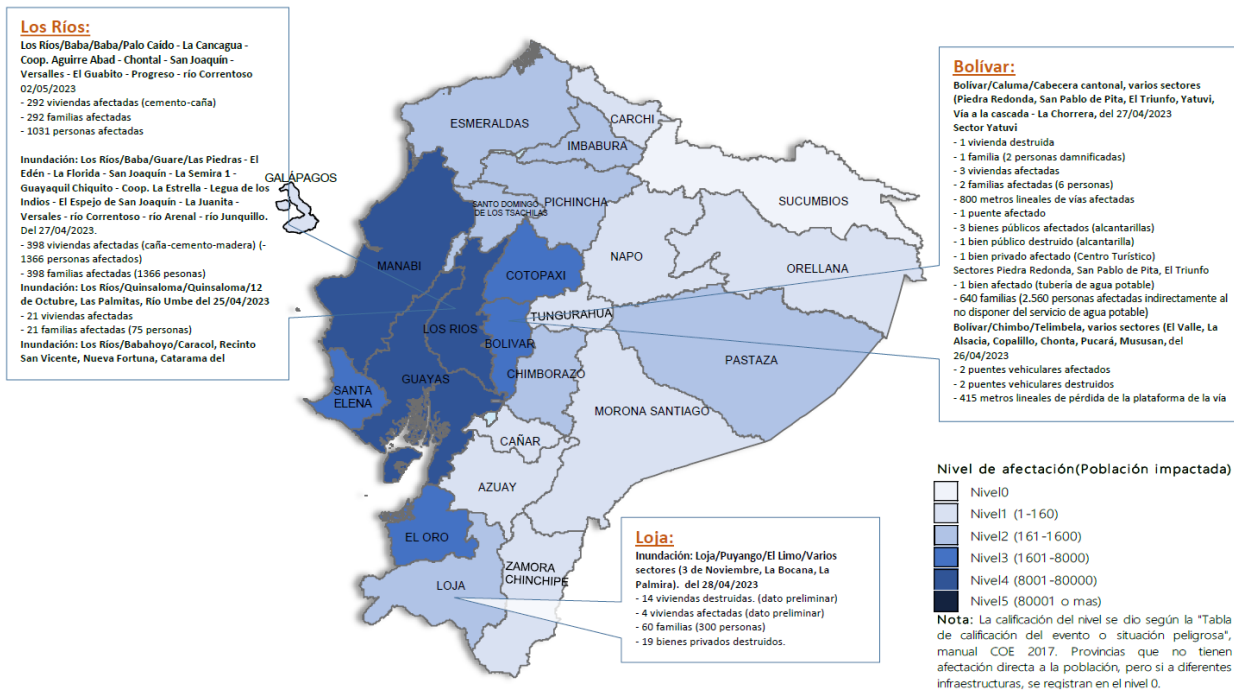 Los Ríos:
Los Ríos/Baba/Baba/Palo Caído - La Cancagua -
Coop. Aguirre Abad - Chontal - San Joaquín -
Versalles - El Guabito - Progreso - río Correntoso
02/05/2023
- 292 viviendas afectadas (cemento-caña)
- 292 familias afectadas
- 1031 personas afectadas
Inundación: Los Ríos/Baba/Guare/Las Piedras - El
Edén - La Florida - San Joaquín - La Semira 1 -
Guayaquil Chiquito - Coop. La Estrella - Legua de los
Indios - El Espejo de San Joaquín - La Juanita -
Versales - río Correntoso - río Arenal - río Junquillo.
Del 27/04/2023.
- 398 viviendas afectadas (caña-cemento-madera) (-
1366 personas afectados)
- 398 familias afectadas (1366 pesonas)
Inundación: Los Ríos/Quinsaloma/Quinsaloma/12
de Octubre, Las Palmitas, Río Umbe del 25/04/2023
- 21 viviendas afectadas
- 21 familias afectadas (75 personas)
Inundación: Los Ríos/Babahoyo/Caracol, Recinto
San Vicente, Nueva Fortuna, Catarama del
GALÁPAGOS
ESMERALDAS
CARCHI
IMBABURA
SUCUMBIOS
SANTO DOMINGO
DE LOS TSACHILAS
PICHINCHA
NAPO
ORELLANA
MANABI
COTOPAXI
TUNGURAHUA
LOS RIOS
BOLIVAR
PASTAZA
CHIMBORAZO
GUAYAS
SANTA
ELENA
MORONA SANTIAGO
CAÑAR
AZUAY
EL ORO
ZAMORA
CHINCHIPE
LOJA
Bolívar:
Bolívar/Caluma/Cabecera cantonal, varios sectores
(Piedra Redonda, San Pablo de Pita, El Triunfo, Yatuvi,
Vía a la cascada - La Chorrera, del 27/04/2023
Sector Yatuvi
- 1 vivienda destruida
- 1 familia (2 personas damnificadas)
- 3 viviendas afectadas
- 2 familias afectadas (6 personas)
- 800 metros lineales de vías afectadas
- 1 puente afectado
- 3 bienes públicos afectados (alcantarillas)
- 1 bien público destruido (alcantarilla)
- 1 bien privado afectado (Centro Turístico)
Sectores Piedra Redonda, San Pablo de Pita, El Triunfo
- 1 bien afectado (tubería de agua potable)
- 640 familias (2.560 personas afectadas indirectamente al
no disponer del servicio de agua potable)
Bolívar/Chimbo/Telimbela, varios sectores (El Valle, La
Alsacia, Copalillo, Chonta, Pucará, Mususan, del
26/04/2023
- 2 puentes vehiculares afectados
- 2 puentes vehiculares destruidos
- 415 metros lineales de pérdida de la plataforma de la vía
Loja:
Inundación: Loja/Puyango/El Limo/Varios
sectores (3 de Noviembre, La Bocana, La
Palmira). del 28/04/2023
- 14 viviendas destruidas. (dato preliminar)
- 4 viviendas afectadas (dato preliminar)
- 60 familias (300 personas)
- 19 bienes privados destruidos.
Nivel de afectación(Población impactada)
Nivel0
Nivel1 (1-160)
Nivel2 (161-1600)
Nivel3 (1601-8000)
Nivel4 (8001-80000)
Nivel5 (80001 o mas)
Nota: La calificación del nivel se dio según la "Tabla
de calificación del evento o situación peligrosa",
manual COE 2017. Provincias que no tienen
afectación directa a la población, pero si a diferentes
infraestructuras, se registran en el nivel 0.